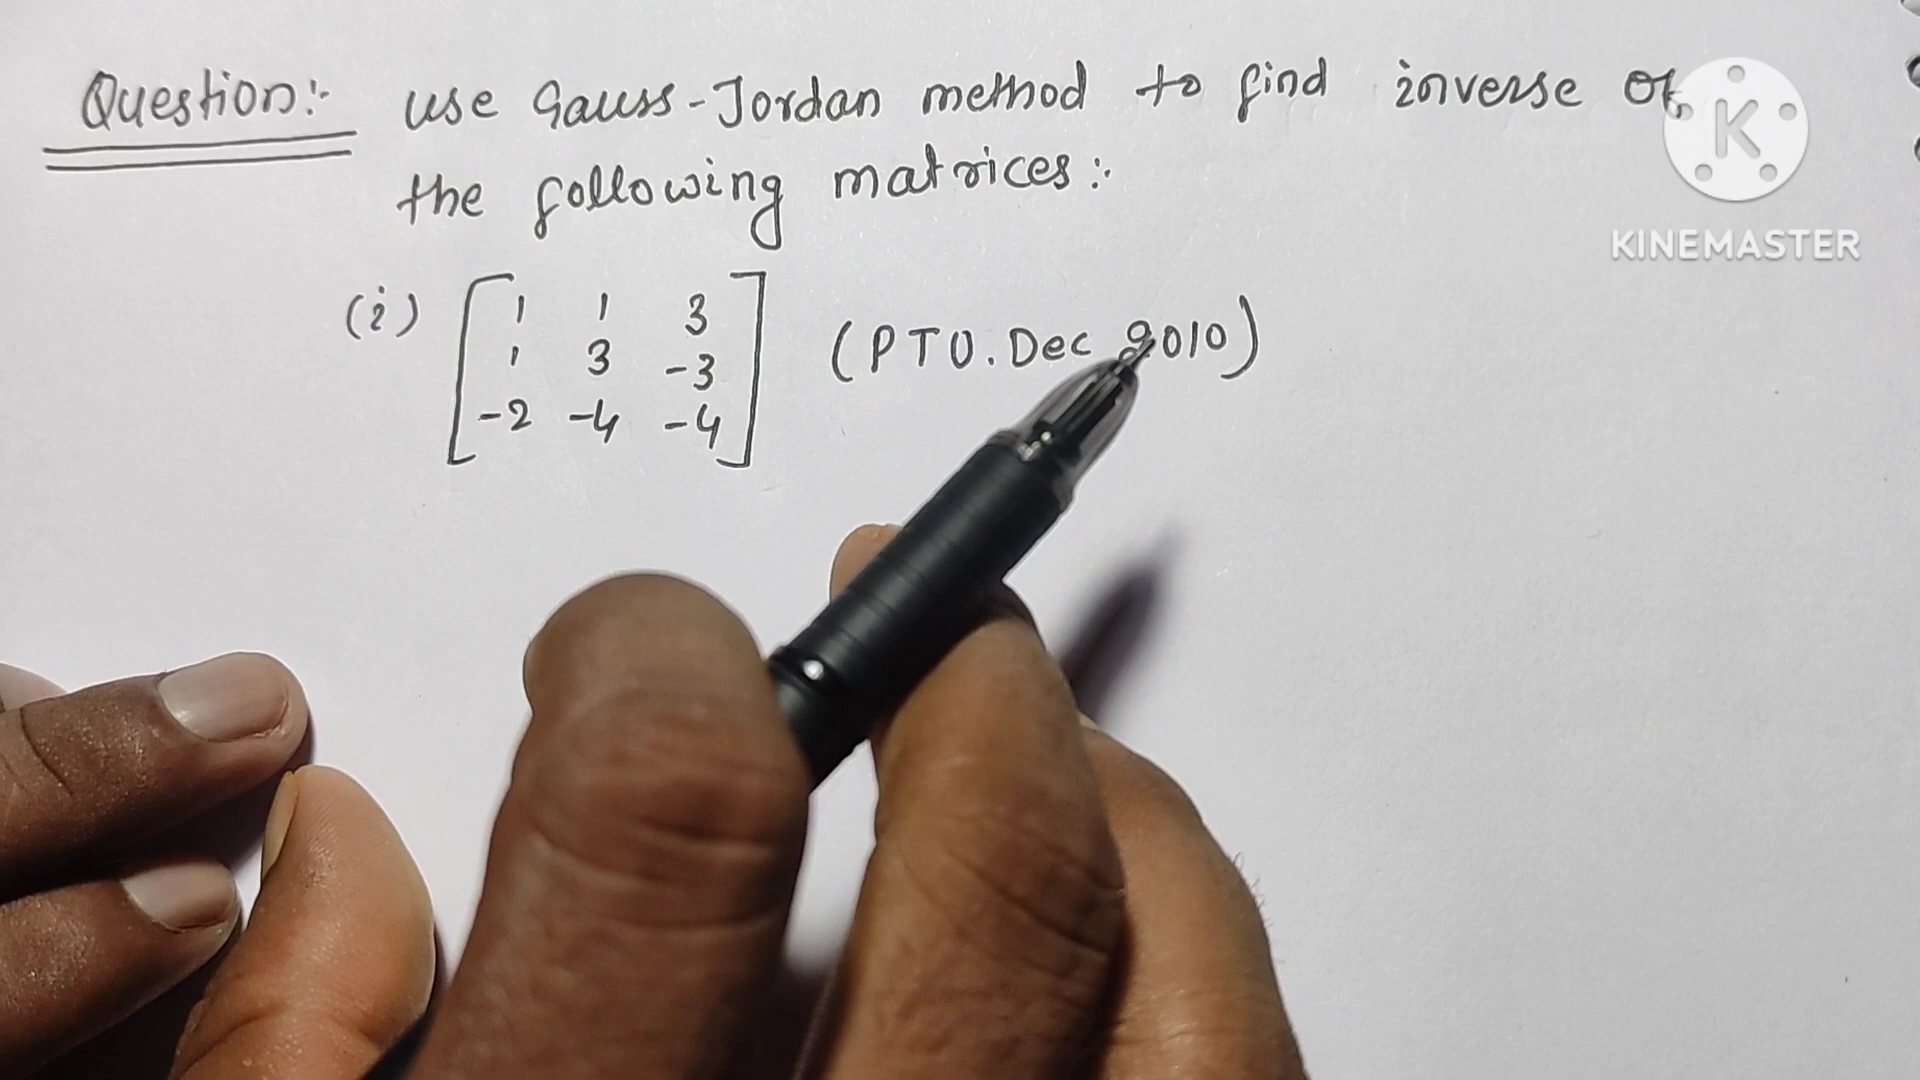 Question:- use Gauss-Jordan method to find inverse of
the following matrices:-
(i) [ 1 1 3
1 3 -3
-2 -4 -4 ]
(PTU. Dec 2010)
K
KINEMASTER